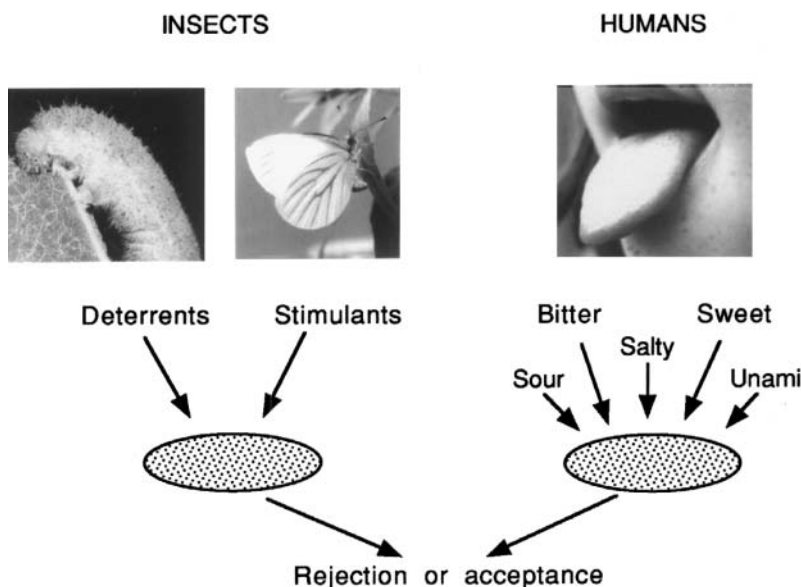 INSECTS HUMANS
Deterrents Stimulants Bitter Sweet
Salty
Sour Unami
Rejection or acceptance